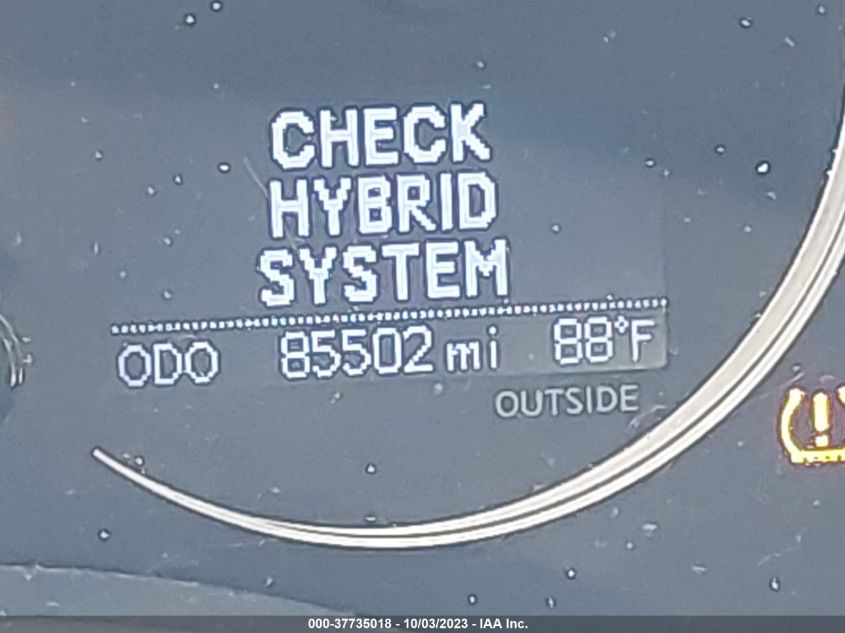 CHECK
HYBRID
SYSTEM
ODO 85502 mi 88°F
OUTSIDE
000-37735018 - 10/03/2023 - IAA Inc.